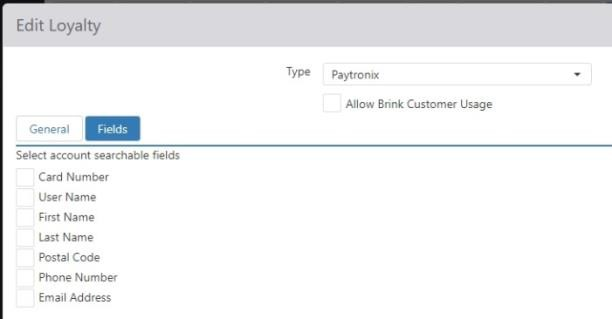 Edit Loyalty
Type Paytronix
Allow Brink Customer Usage
General Fields
Select account searchable fields
Card Number
User Name
First Name
Last Name
Postal Code
Phone Number
Email Address